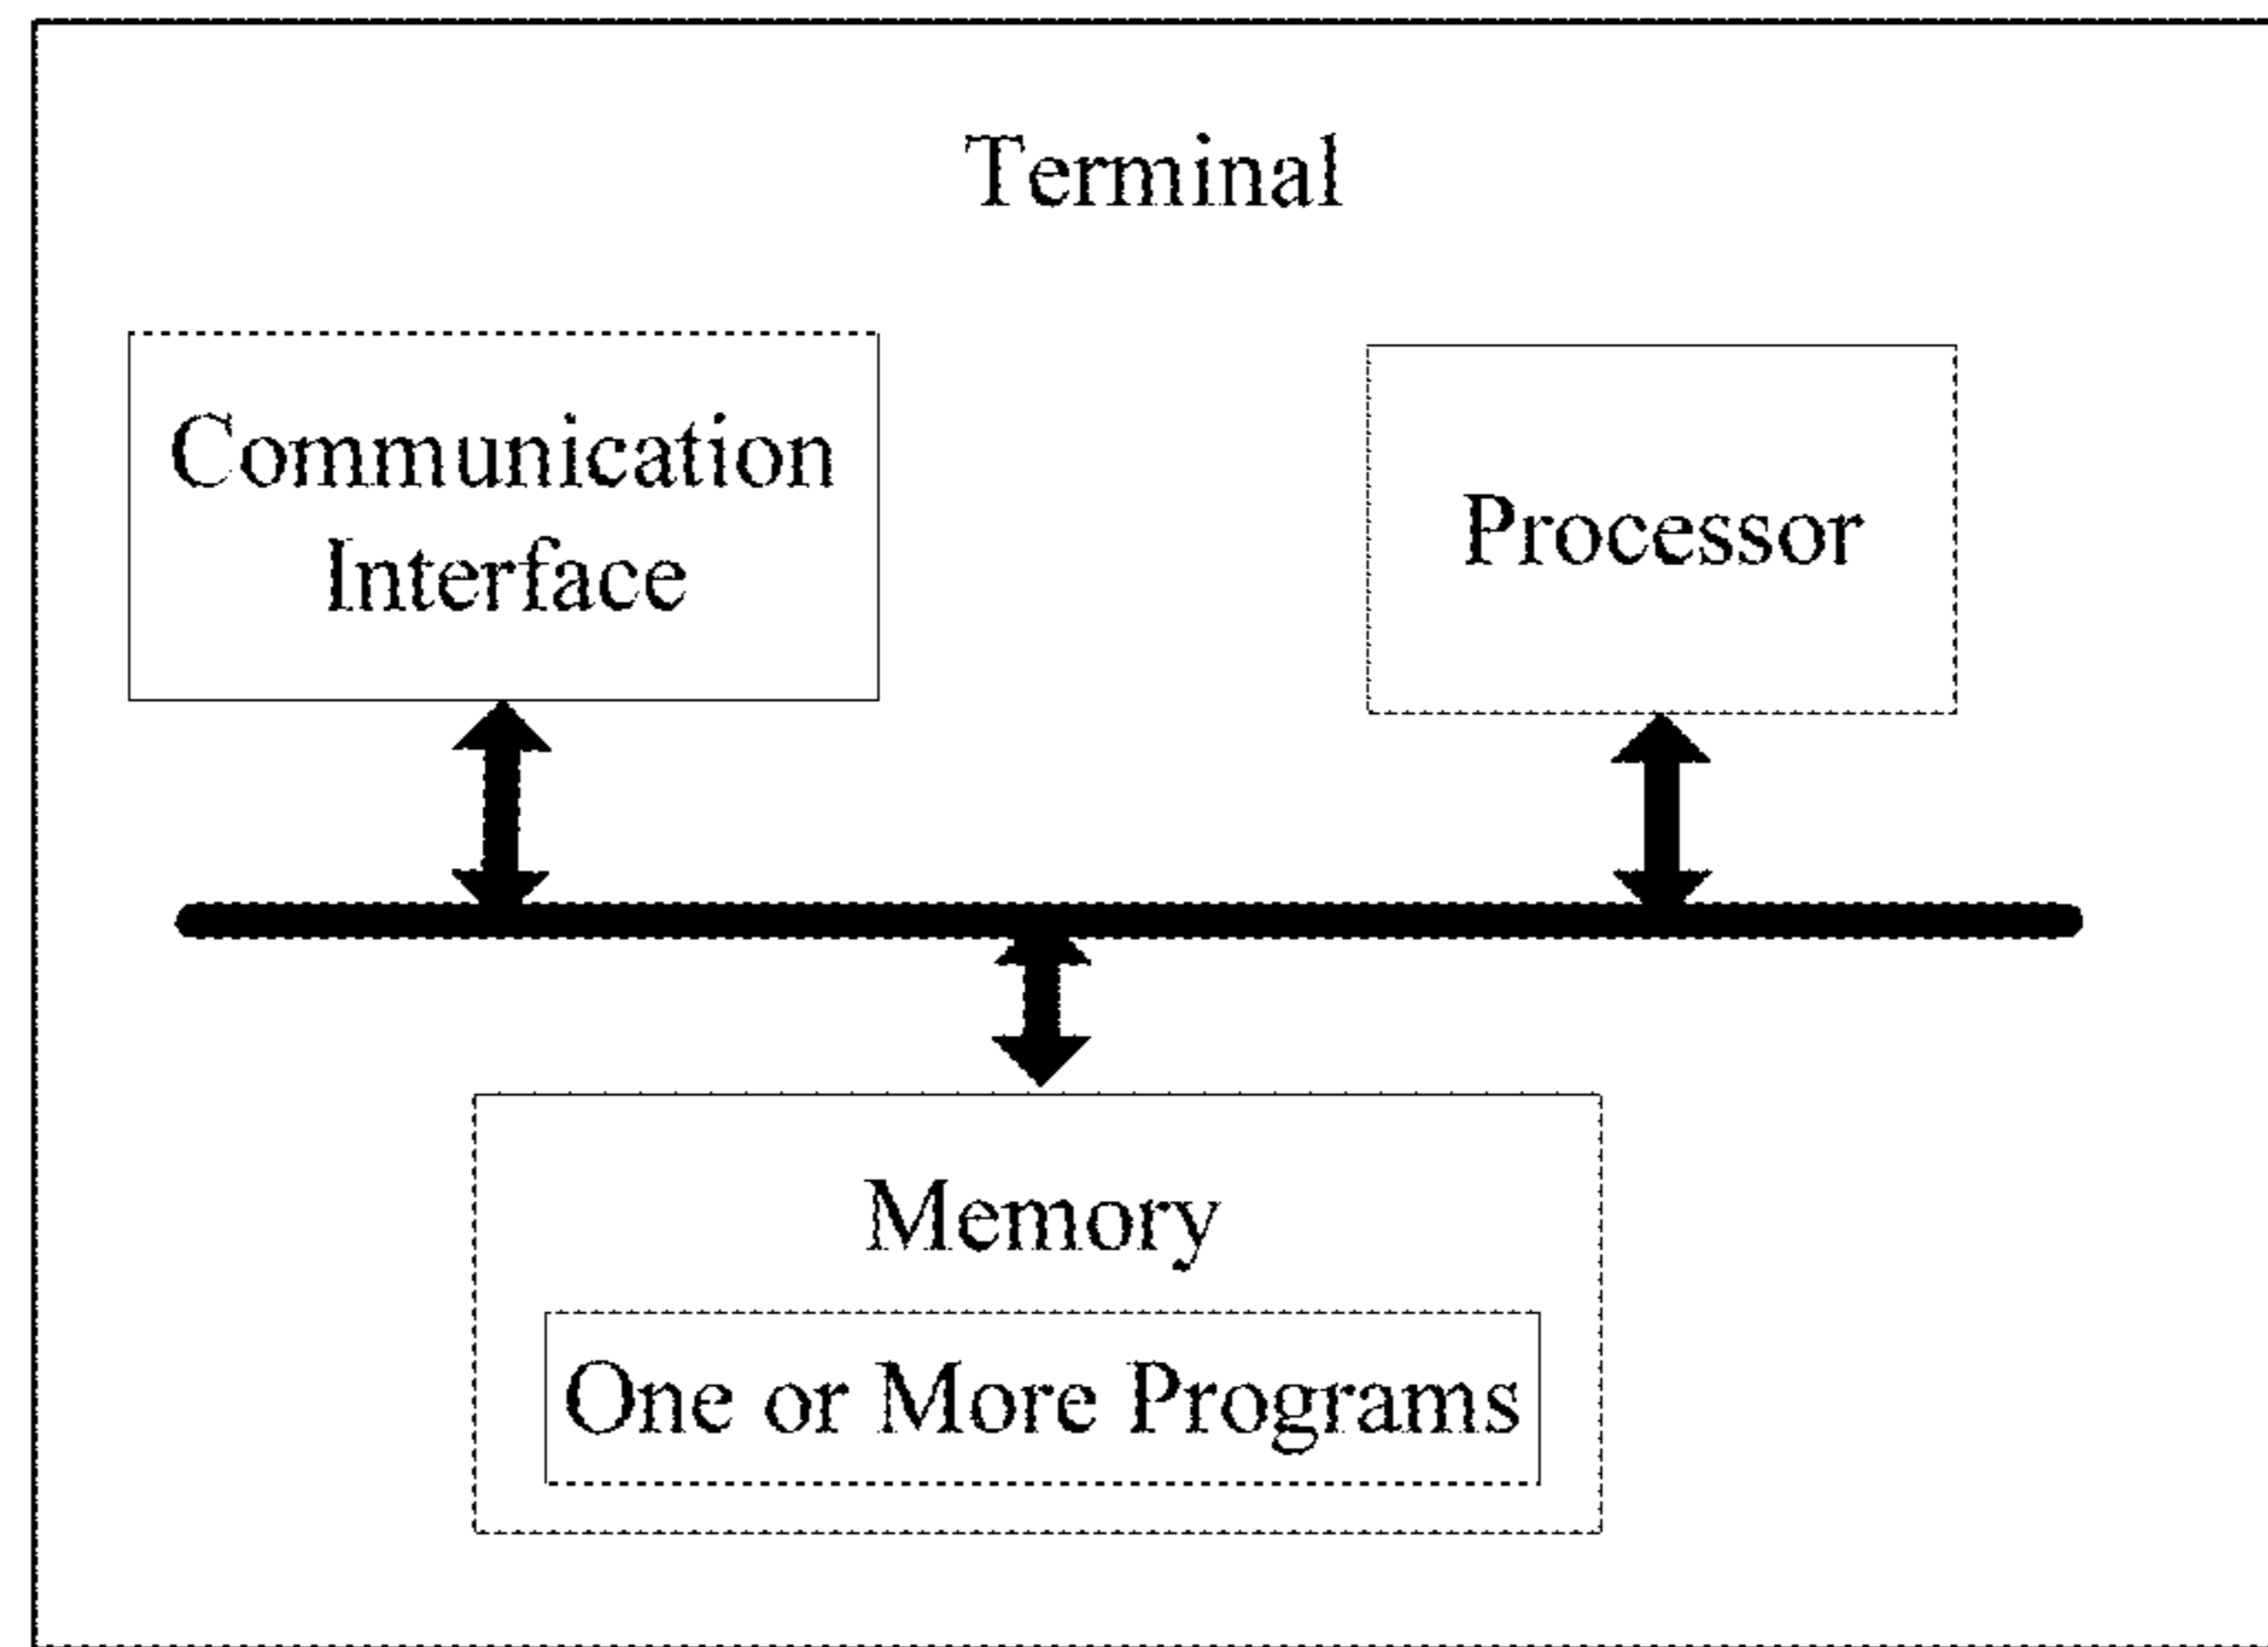 Terminal
Communication
Interface
Processor
Memory
One or More Programs